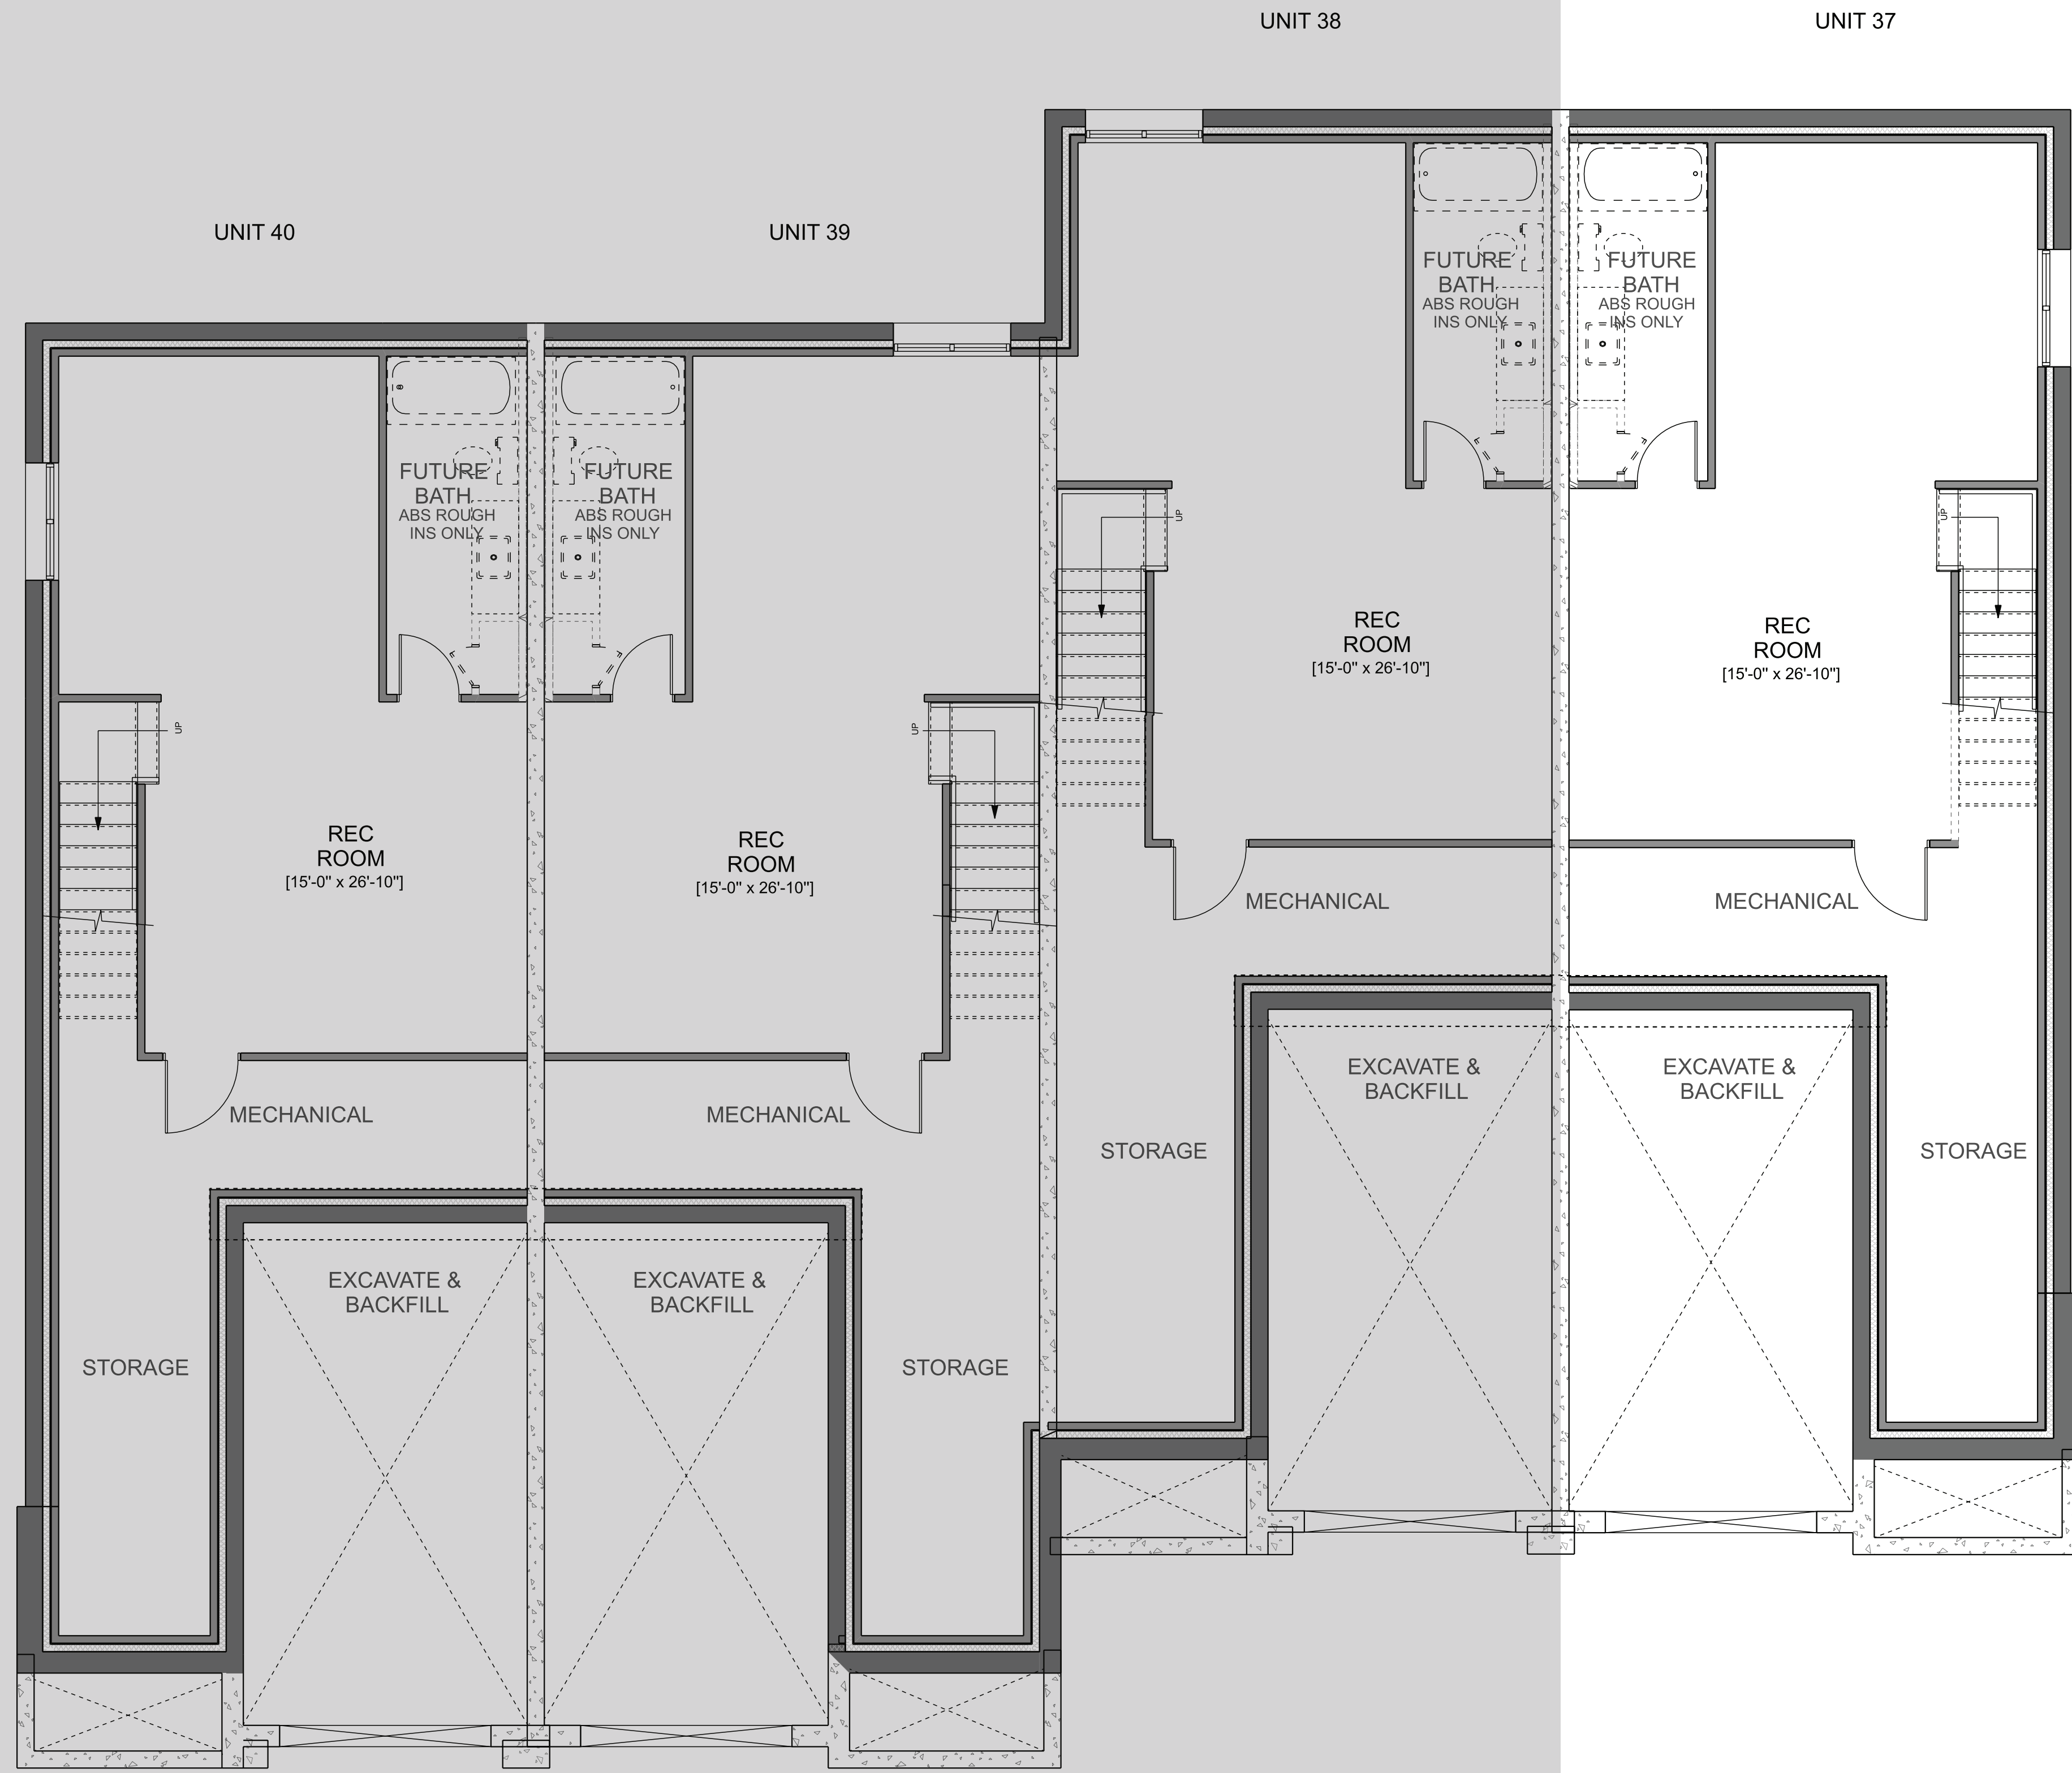 UNIT 38
UNIT 37
UNIT 40
UNIT 39
FUTURE
BATH
ABS ROUGH
INS ONLY
FUTURE
BATH
ABS ROUGH
INS ONLY
FUTURE
BATH
ABS ROUGH
INS ONLY
FUTURE
BATH
ABS ROUGH
INS ONLY
UP
UP
UP
UP
REC
ROOM
[15'-0" x 26'-10"]
REC
ROOM
[15'-0" x 26'-10"]
REC
ROOM
[15'-0" x 26'-10"]
REC
ROOM
[15'-0" x 26'-10"]
MECHANICAL
MECHANICAL
EXCAVATE &
BACKFILL
EXCAVATE &
BACKFILL
MECHANICAL
MECHANICAL
STORAGE
STORAGE
EXCAVATE &
BACKFILL
EXCAVATE &
BACKFILL
STORAGE
STORAGE